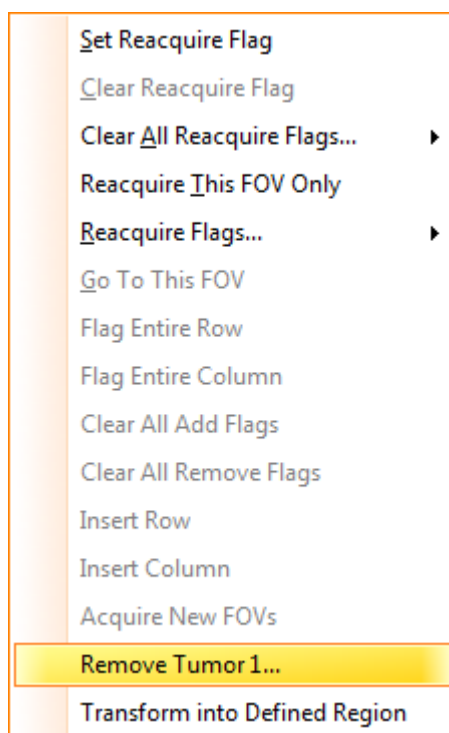 Set Reacquire Flag
Clear Reacquire Flag
Clear All Reacquire Flags...
Reacquire This FOV Only
Reacquire Flags...
Go To This FOV
Flag Entire Row
Flag Entire Column
Clear All Add Flags
Clear All Remove Flags
Insert Row
Insert Column
Acquire New FOVs
Remove Tumor 1...
Transform into Defined Region